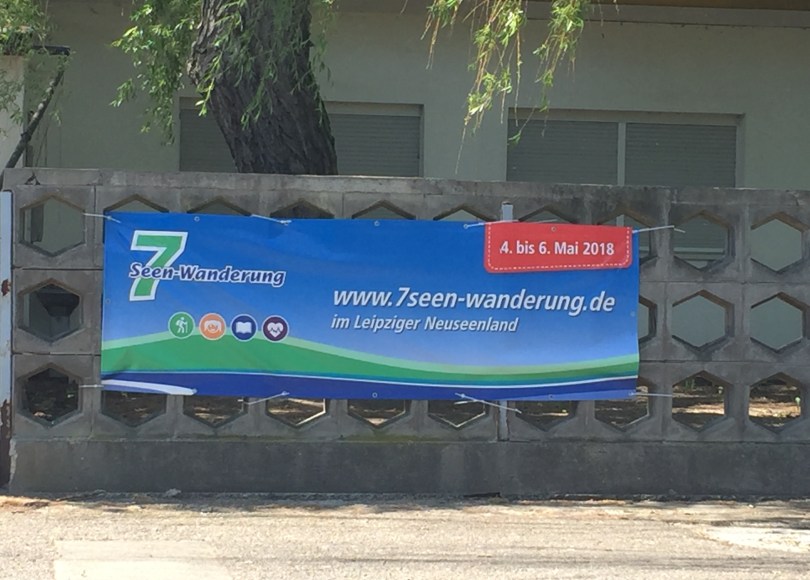 7
Seen-Wanderung
4. bis 6. Mai 2018
www.7seen-wanderung.de
im Leipziger Neuseenland